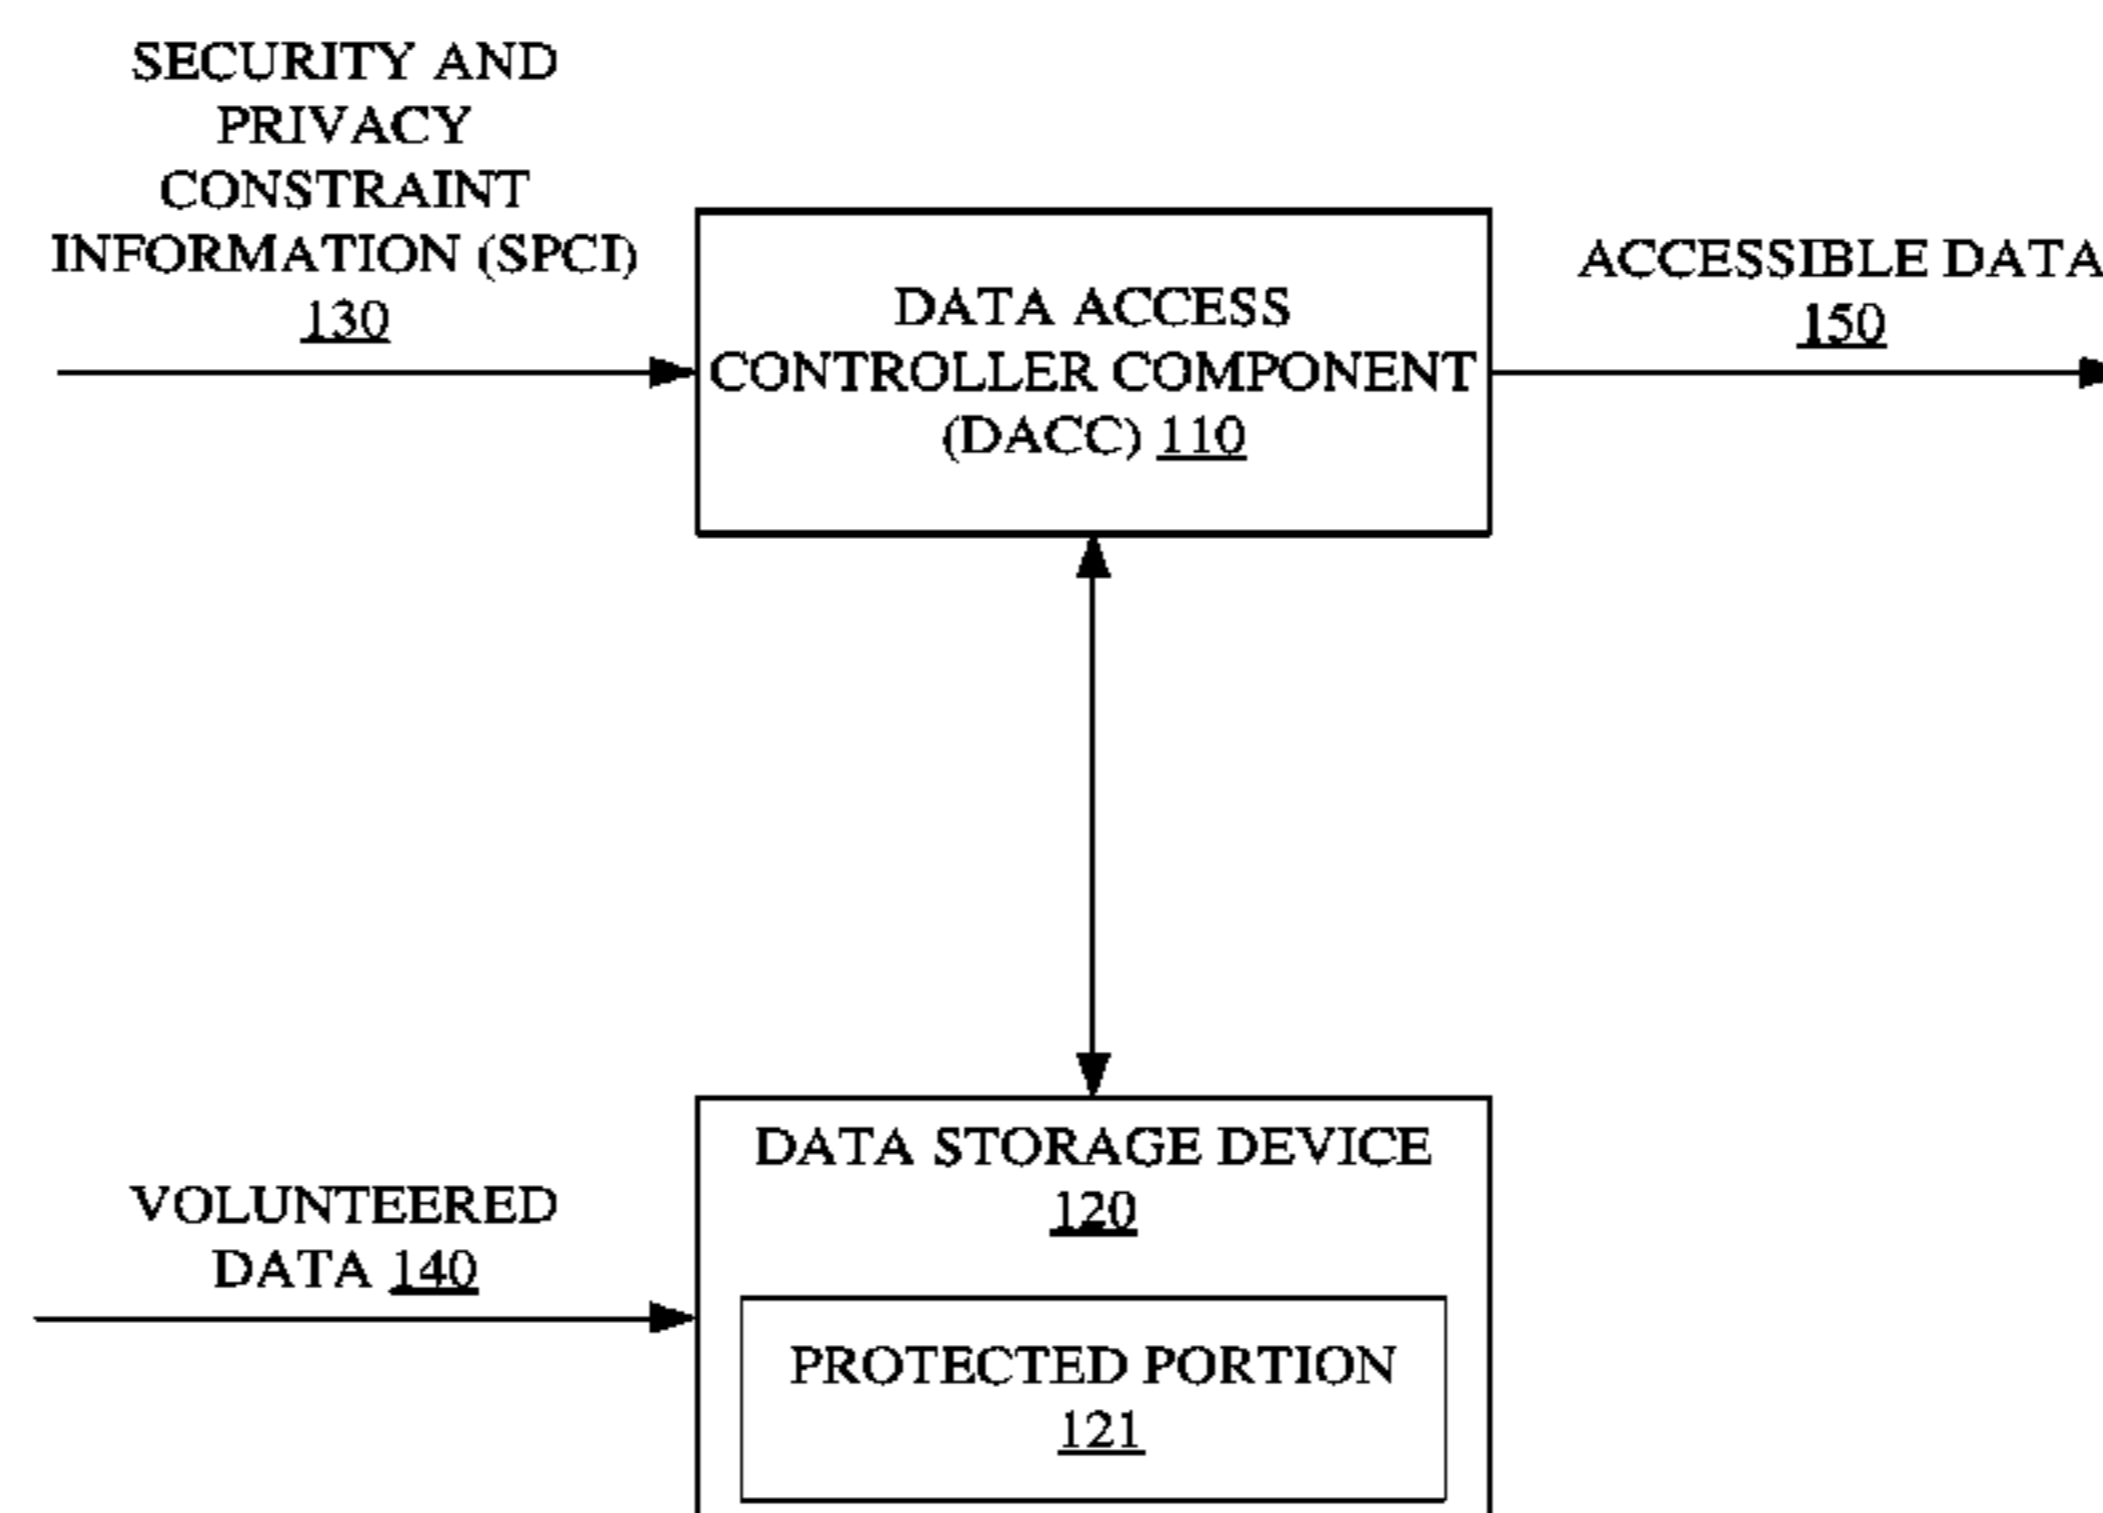 SECURITY AND
PRIVACY
CONSTRAINT
INFORMATION (SPCI)
130
DATA ACCESS
CONTROLLER COMPONENT
(DACC) 110
ACCESSIBLE DATA
150
DATA STORAGE DEVICE
120
VOLUNTEERED
DATA 140
PROTECTED PORTION
121